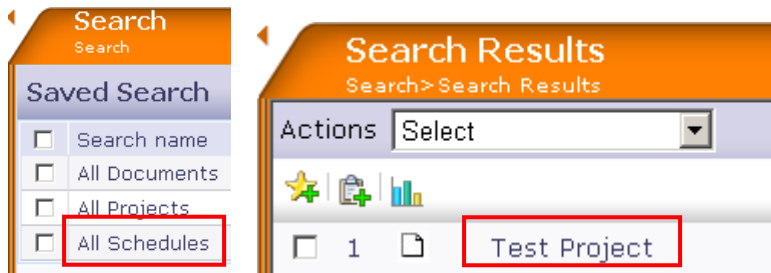 Search
Search
Saved Search
Search name
All Documents
All Projects
All Schedules
Search Results
Search>Search Results
Actions Select
1 Test Project